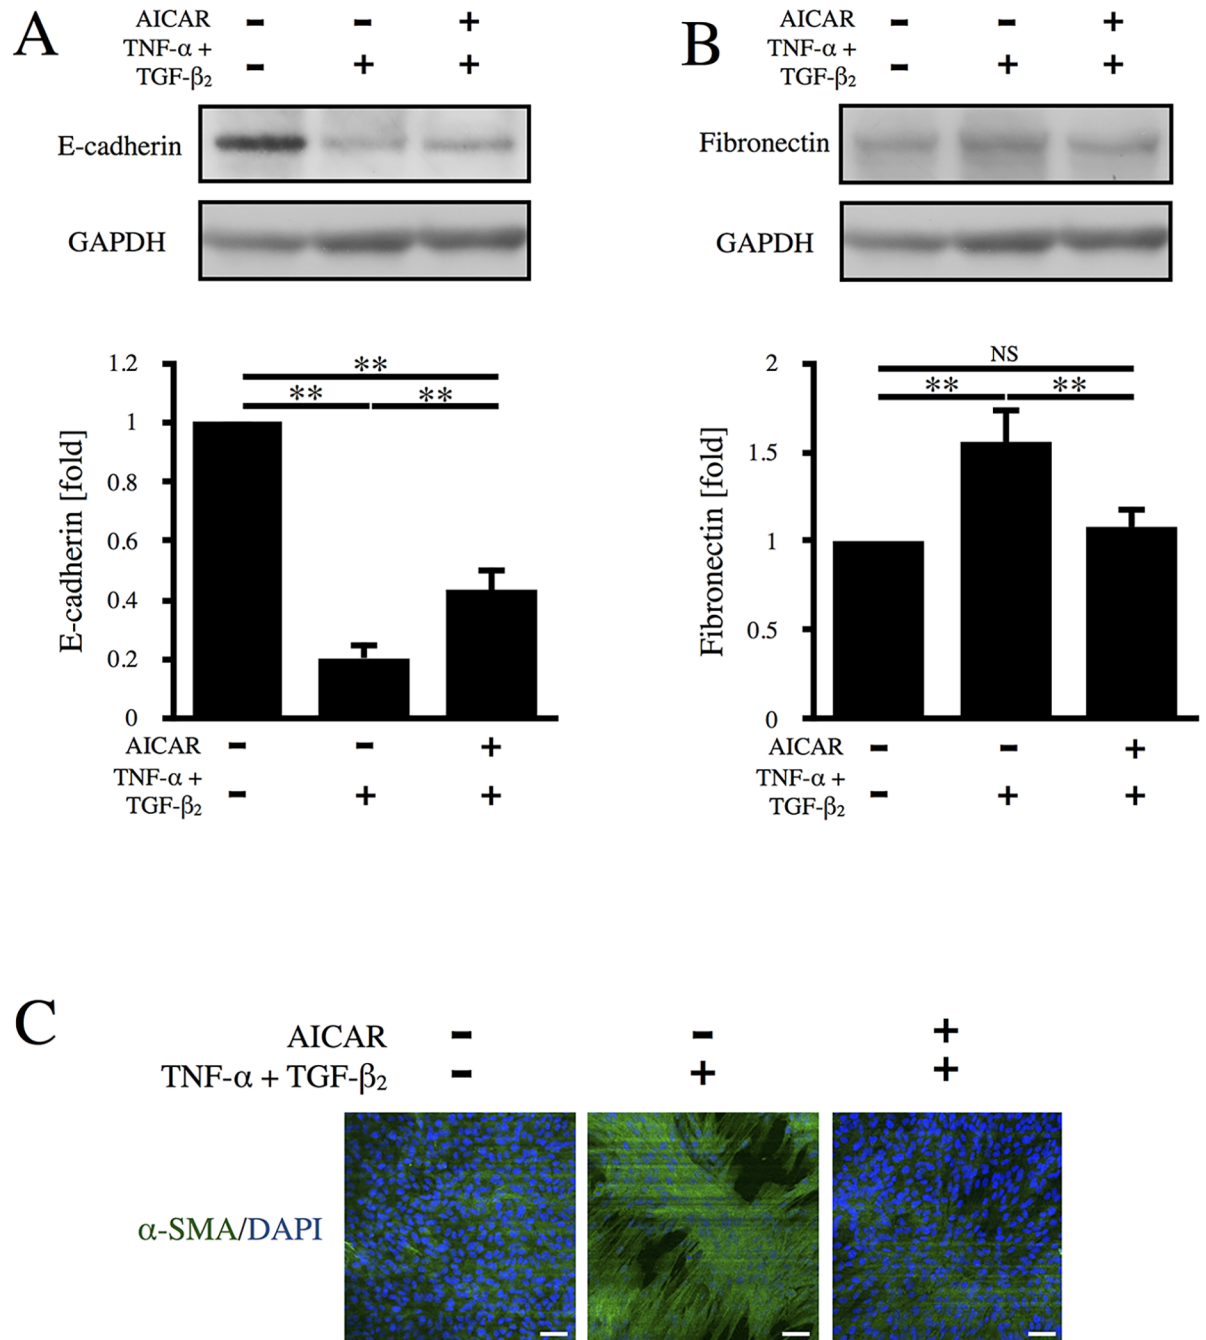 A
AICAR - - +
TNF-α +
TGF-β₂ - + +
E-cadherin
GAPDH
1.2
1
0.8
0.6
0.4
0.2
0
E-cadherin [fold]
**
** **
AICAR - - +
TNF-α +
TGF-β₂ - + +
B
AICAR - - +
TNF-α +
TGF-β₂ - + +
Fibronectin
GAPDH
2
1.5
1
0.5
0
Fibronectin [fold]
NS
** **
AICAR - - +
TNF-α +
TGF-β₂ - + +
C
AICAR - - +
TNF-α + TGF-β₂ - + +
α-SMA/DAPI